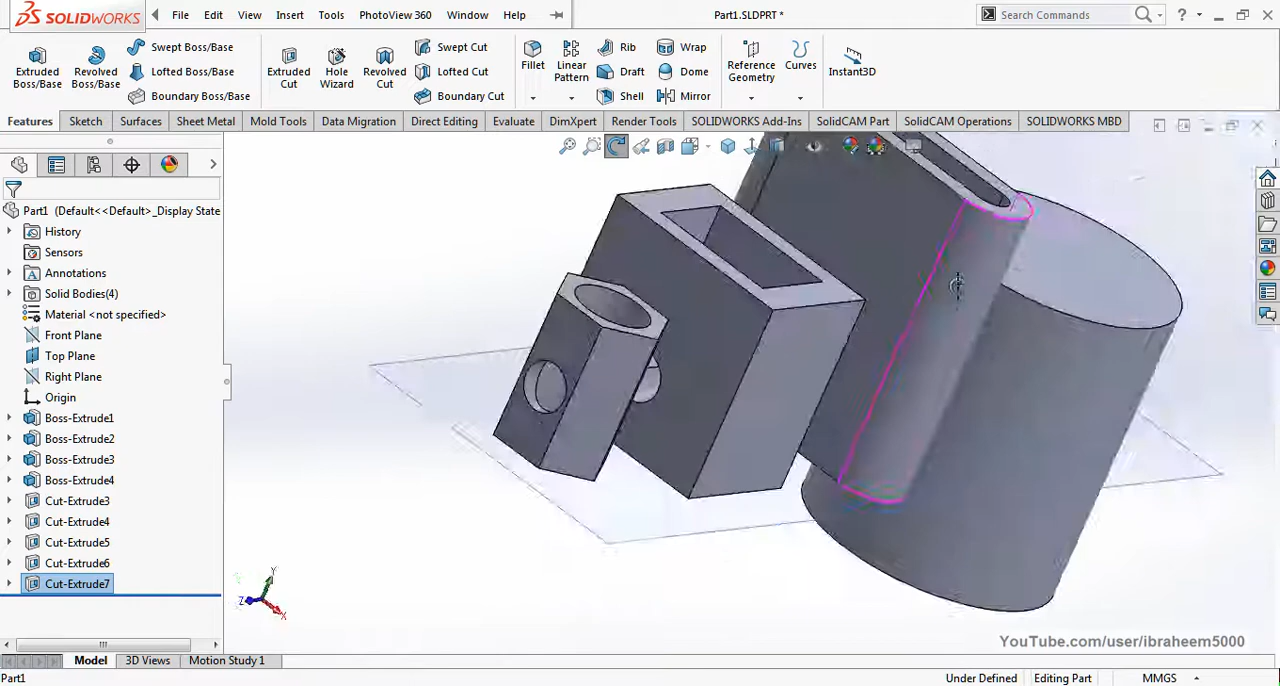 SOLIDWORKS File Edit View Insert Tools PhotoView 360 Window Help Part1.SLDPRT * Search Commands ?
Extruded Boss/Base Revolved Boss/Base Swept Boss/Base Lofted Boss/Base Boundary Boss/Base Extruded Cut Hole Wizard Revolved Cut Swept Cut Lofted Cut Boundary Cut Fillet Linear Pattern Rib Draft Shell Wrap Dome Mirror Reference Geometry Curves Instant3D
Features Sketch Surfaces Sheet Metal Mold Tools Data Migration Direct Editing Evaluate DimXpert Render Tools SOLIDWORKS Add-Ins SolidCAM Part SolidCAM Operations SOLIDWORKS MBD
Part1 (Default<<Default>_Display State
History
Sensors
Annotations
Solid Bodies(4)
Material <not specified>
Front Plane
Top Plane
Right Plane
Origin
Boss-Extrude1
Boss-Extrude2
Boss-Extrude3
Boss-Extrude4
Cut-Extrude3
Cut-Extrude4
Cut-Extrude5
Cut-Extrude6
Cut-Extrude7
Y
Z
X
YouTube.com/user/ibraheem5000
Model 3D Views Motion Study 1
Part1 Under Defined Editing Part MMGS